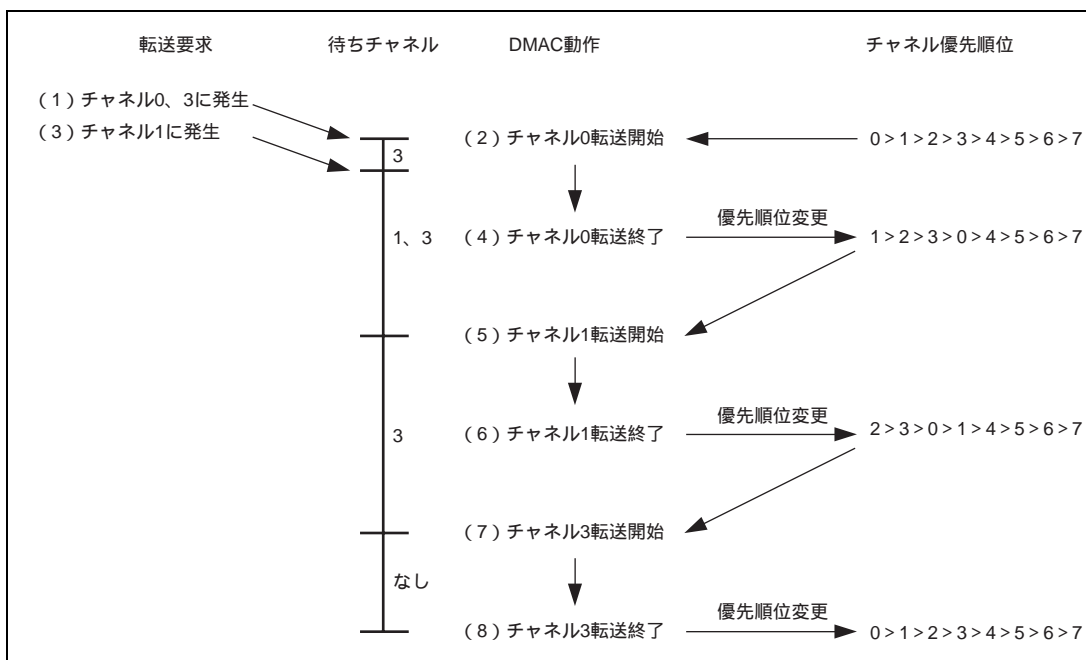 転送要求 待ちチャネル DMAC動作 チャネル優先順位
(1)チャネル0、3に発生
(3)チャネル1に発生
(2)チャネル0転送開始
0>1>2>3>4>5>6>7
3
優先順位変更
1、3
(4)チャネル0転送終了
1>2>3>0>4>5>6>7
(5)チャネル1転送開始
優先順位変更
3
(6)チャネル1転送終了
2>3>0>1>4>5>6>7
(7)チャネル3転送開始
なし
優先順位変更
(8)チャネル3転送終了
0>1>2>3>4>5>6>7